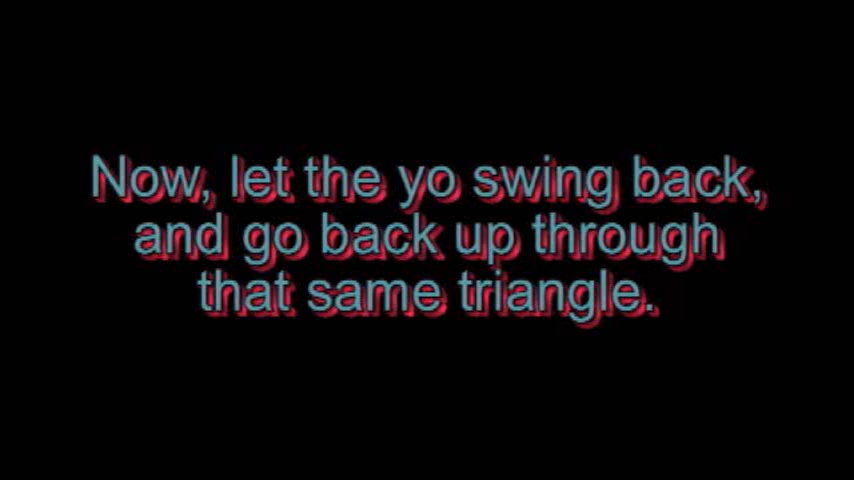 Now, let the yo swing back,
and go back up through
that same triangle.